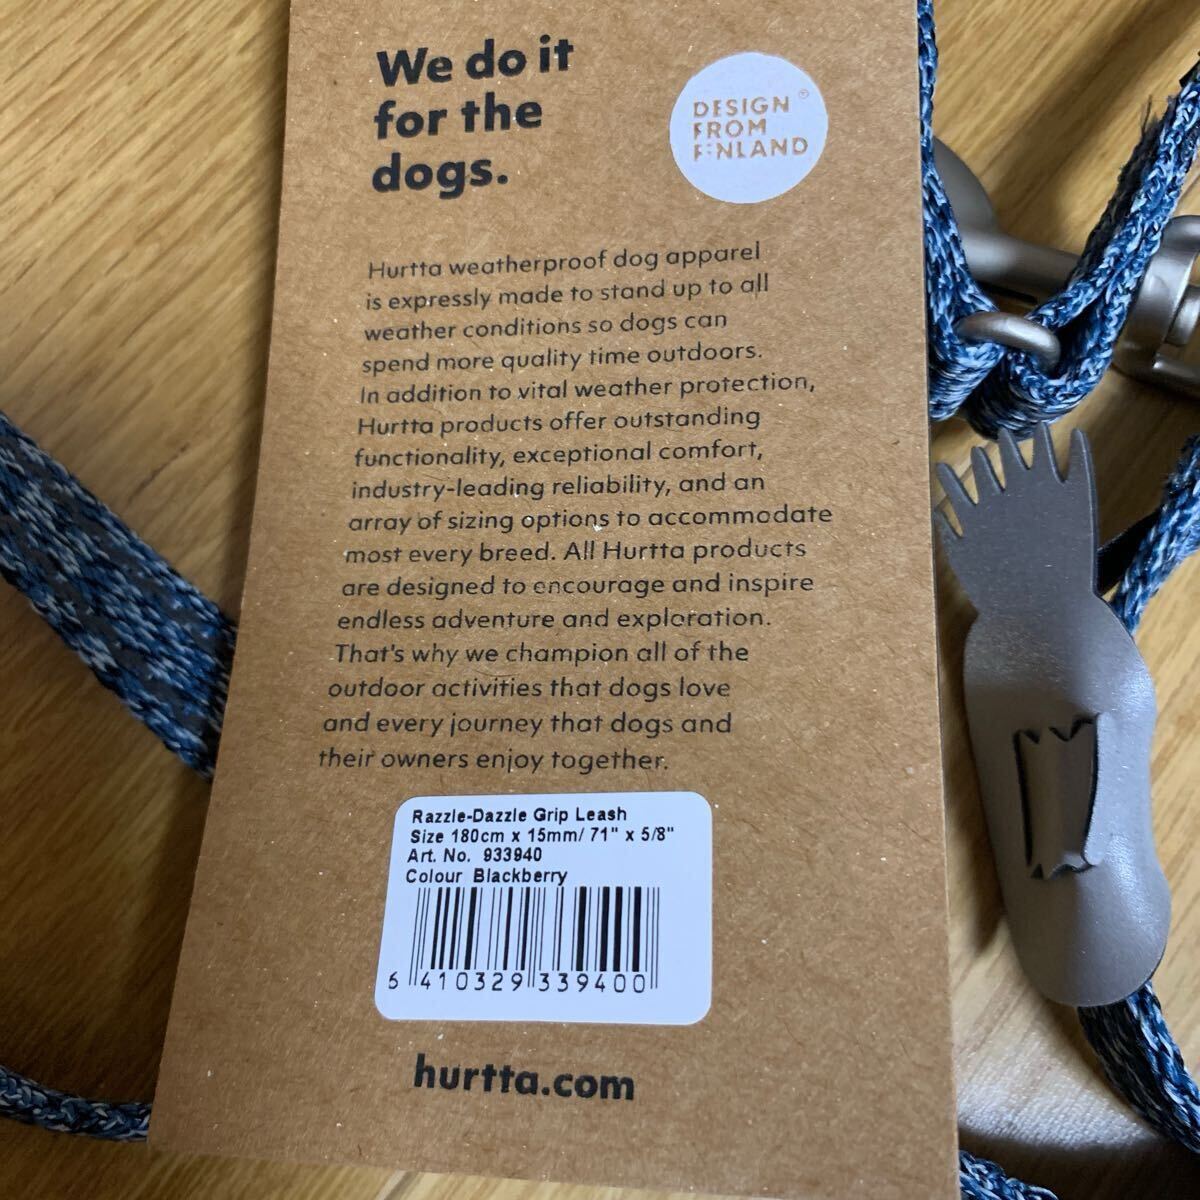 We do it
for the
dogs.
DESIGN ®
FROM
FINLAND
Hurtta weatherproof dog apparel
is expressly made to stand up to all
weather conditions so dogs can
spend more quality time outdoors.
In addition to vital weather protection,
Hurtta products offer outstanding
functionality, exceptional comfort,
industry-leading reliability, and an
array of sizing options to accommodate
most every breed. All Hurtta products
are designed to encourage and inspire
endless adventure and exploration.
That's why we champion all of the
outdoor activities that dogs love
and every journey that dogs and
their owners enjoy together.
Razzle-Dazzle Grip Leash
Size 180cm x 15mm/ 71" x 5/8"
Art. No. 933940
Colour Blackberry
6 410329 339400
hurtta.com